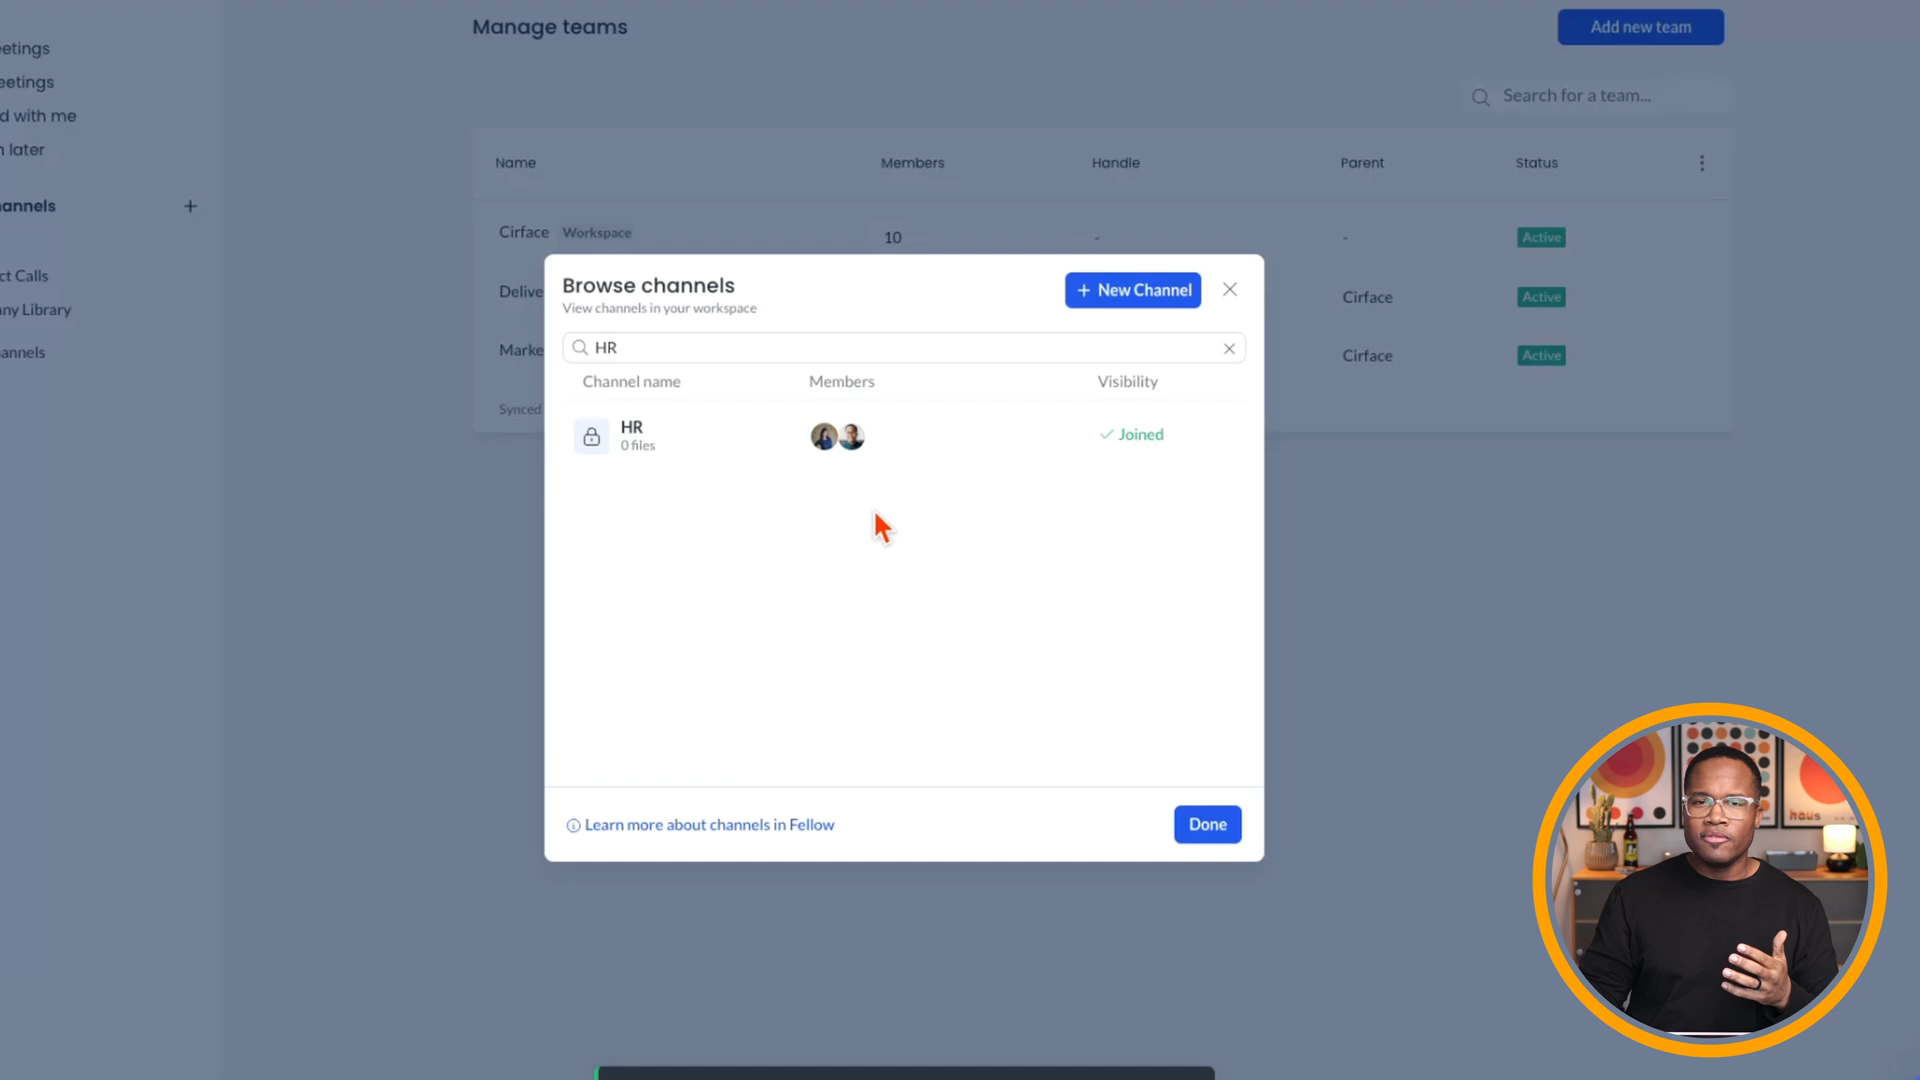 Manage teams
Add new team
eetings
eetings
d with me
n later
annels
ct Calls
ny Library
annels
Search for a team...
Name Members Handle Parent Status
Cirface Workspace 10 - - Active
Delive Cirface Active
Marke Cirface Active
Synced
Browse channels
View channels in your workspace
+ New Channel
HR
Channel name Members Visibility
HR
0 files
Joined
Learn more about channels in Fellow
Done
haus